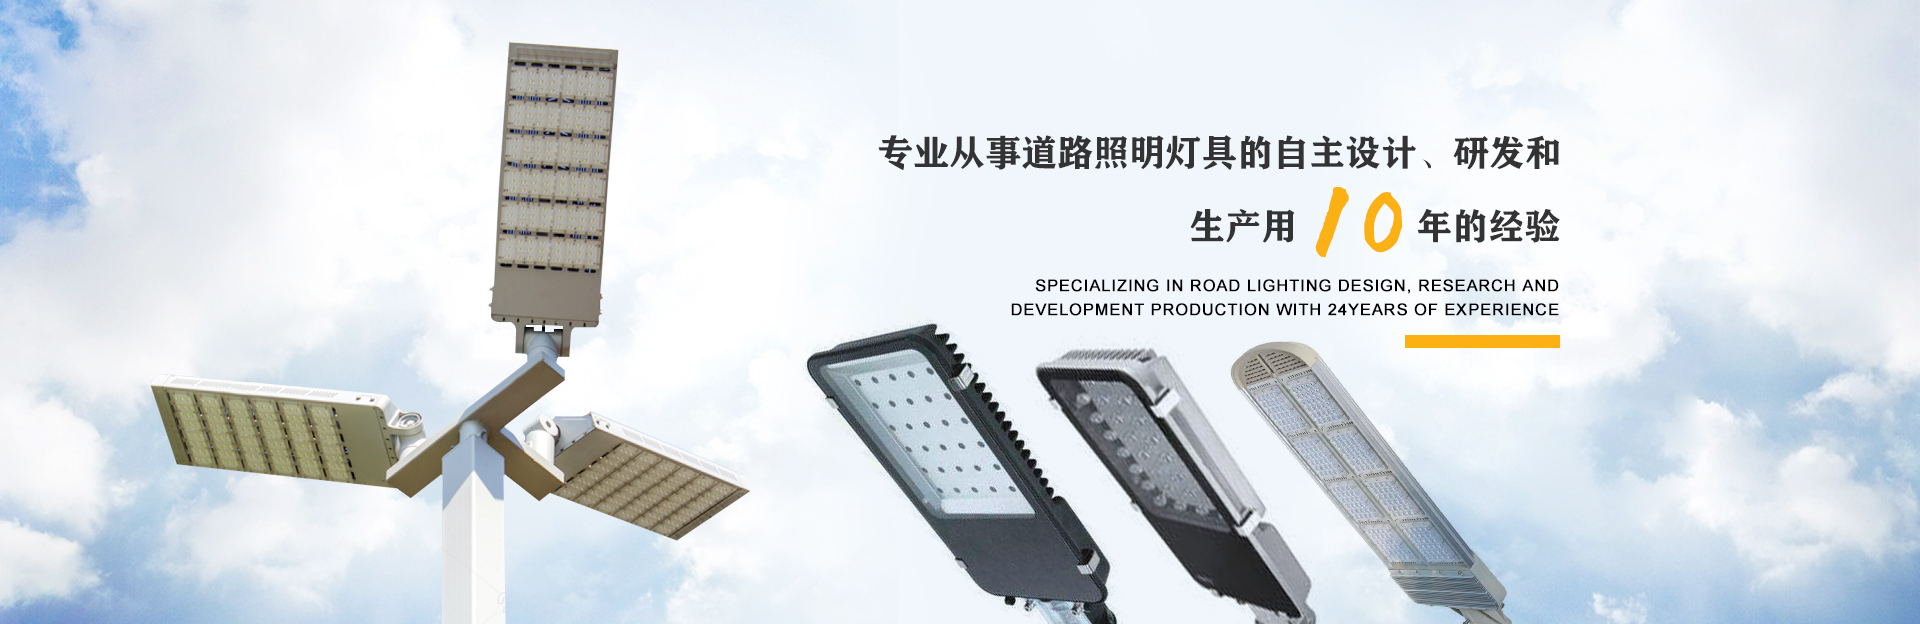 专业从事道路照明灯具的自主设计、研发和
生产用10年的经验
SPECIALIZING IN ROAD LIGHTING DESIGN, RESEARCH AND
DEVELOPMENT PRODUCTION WITH 24YEARS OF EXPERIENCE